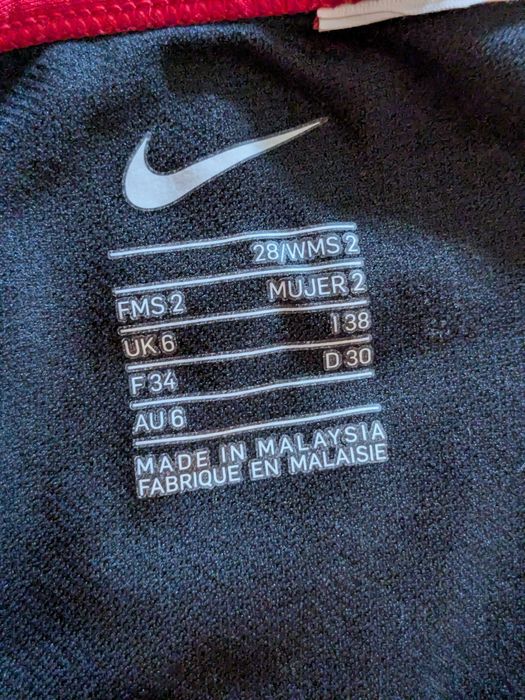 28/WMS 2
FMS 2 MUJER 2
UK 6 I 38
F 34 D 30
AU 6
MADE IN MALAYSIA
FABRIQUE EN MALAISIE